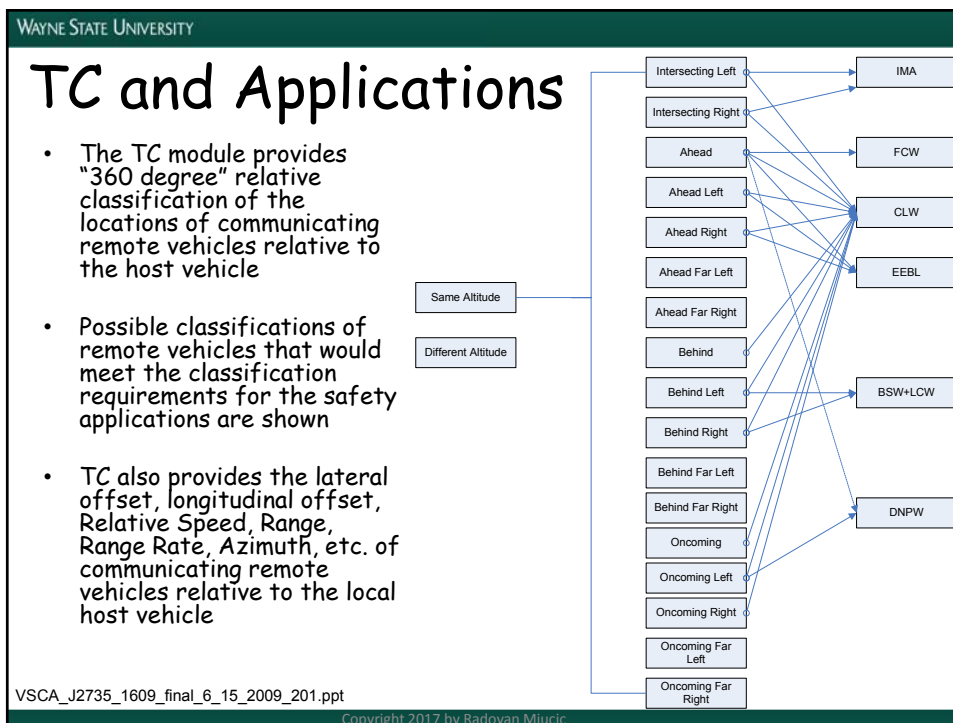 WAYNE STATE UNIVERSITY
TC and Applications
• The TC module provides
“360 degree” relative
classification of the
locations of communicating
remote vehicles relative to
the host vehicle
• Possible classifications of
remote vehicles that would
meet the classification
requirements for the safety
applications are shown
• TC also provides the lateral
offset, longitudinal offset,
Relative Speed, Range,
Range Rate, Azimuth, etc. of
communicating remote
vehicles relative to the local
host vehicle
VSCA_J2735_1609_final_6_15_2009_201.ppt
Same Altitude
Different Altitude
Intersecting Left
Intersecting Right
Ahead
Ahead Left
Ahead Right
Ahead Far Left
Ahead Far Right
Behind
Behind Left
Behind Right
Behind Far Left
Behind Far Right
Oncoming
Oncoming Left
Oncoming Right
Oncoming Far
Left
Oncoming Far
Right
IMA
FCW
CLW
EEBL
BSW+LCW
DNPW
Copyright 2017 by Radovan Miucic